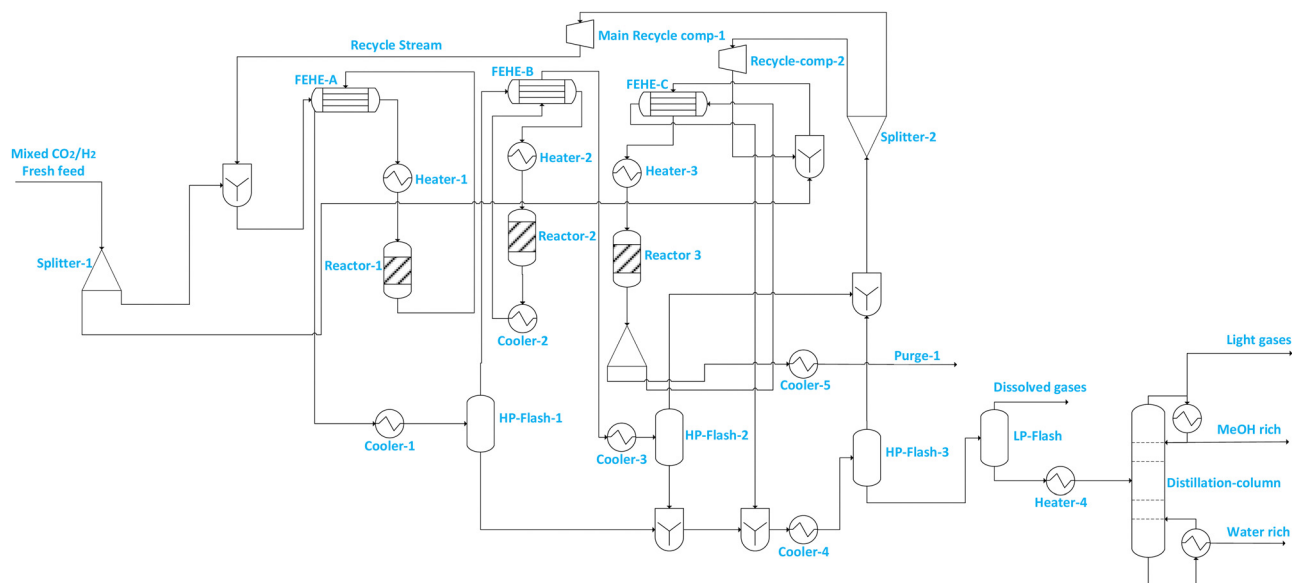 Main Recycle comp-1
Recycle Stream
Recycle-comp-2
FEHE-A
FEHE-B
FEHE-C
Splitter-2
Mixed CO2/H2
Fresh feed
Heater-1
Heater-2
Heater-3
Splitter-1
Reactor-1
Reactor-2
Reactor 3
Cooler-2
Light gases
Purge-1
Cooler-5
Dissolved gases
HP-Flash-1
Cooler-1
HP-Flash-2
Cooler-3
HP-Flash-3
LP-Flash
MeOH rich
Distillation-column
Heater-4
Water rich
Cooler-4